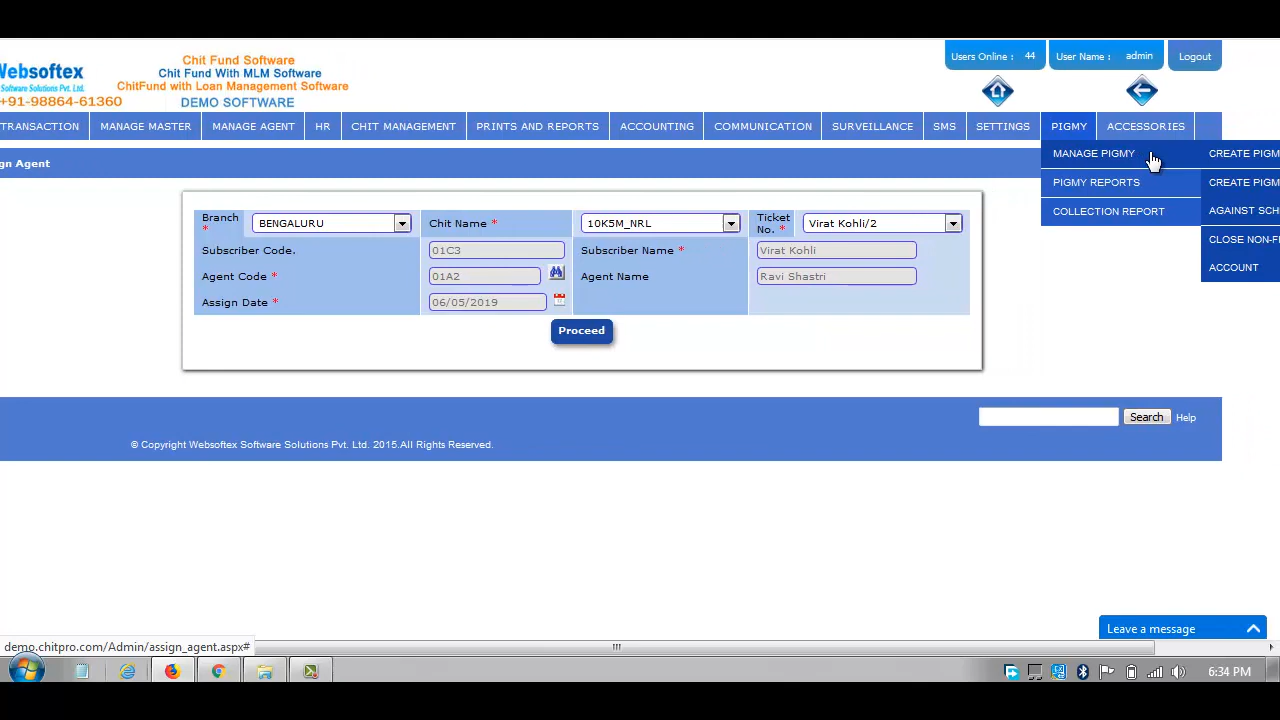 Websoftex
Software Solutions Pvt. Ltd.
+91-98864-61360
Chit Fund Software
Chit Fund With MLM Software
ChitFund with Loan Management Software
DEMO SOFTWARE
Users Online : 44
User Name : admin
Logout
TRANSACTION MANAGE MASTER MANAGE AGENT HR CHIT MANAGEMENT PRINTS AND REPORTS ACCOUNTING COMMUNICATION SURVEILLANCE SMS SETTINGS PIGMY ACCESSORIES
gn Agent
MANAGE PIGMY
PIGMY REPORTS
COLLECTION REPORT
CREATE PIGM
CREATE PIGM
AGAINST SCH
CLOSE NON-F
ACCOUNT
Branch * BENGALURU Chit Name * 10K5M_NRL Ticket No. * Virat Kohli/2
Subscriber Code. 01C3 Subscriber Name * Virat Kohli
Agent Code * 01A2 Agent Name Ravi Shastri
Assign Date * 06/05/2019
Proceed
Search Help
© Copyright Websoftex Software Solutions Pvt. Ltd. 2015.All Rights Reserved.
Leave a message
demo.chitpro.com/Admin/assign_agent.aspx#
6:34 PM